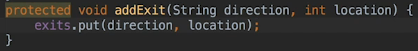 protected void addExit(String direction, int location) {
    exits.put(direction, location);
}